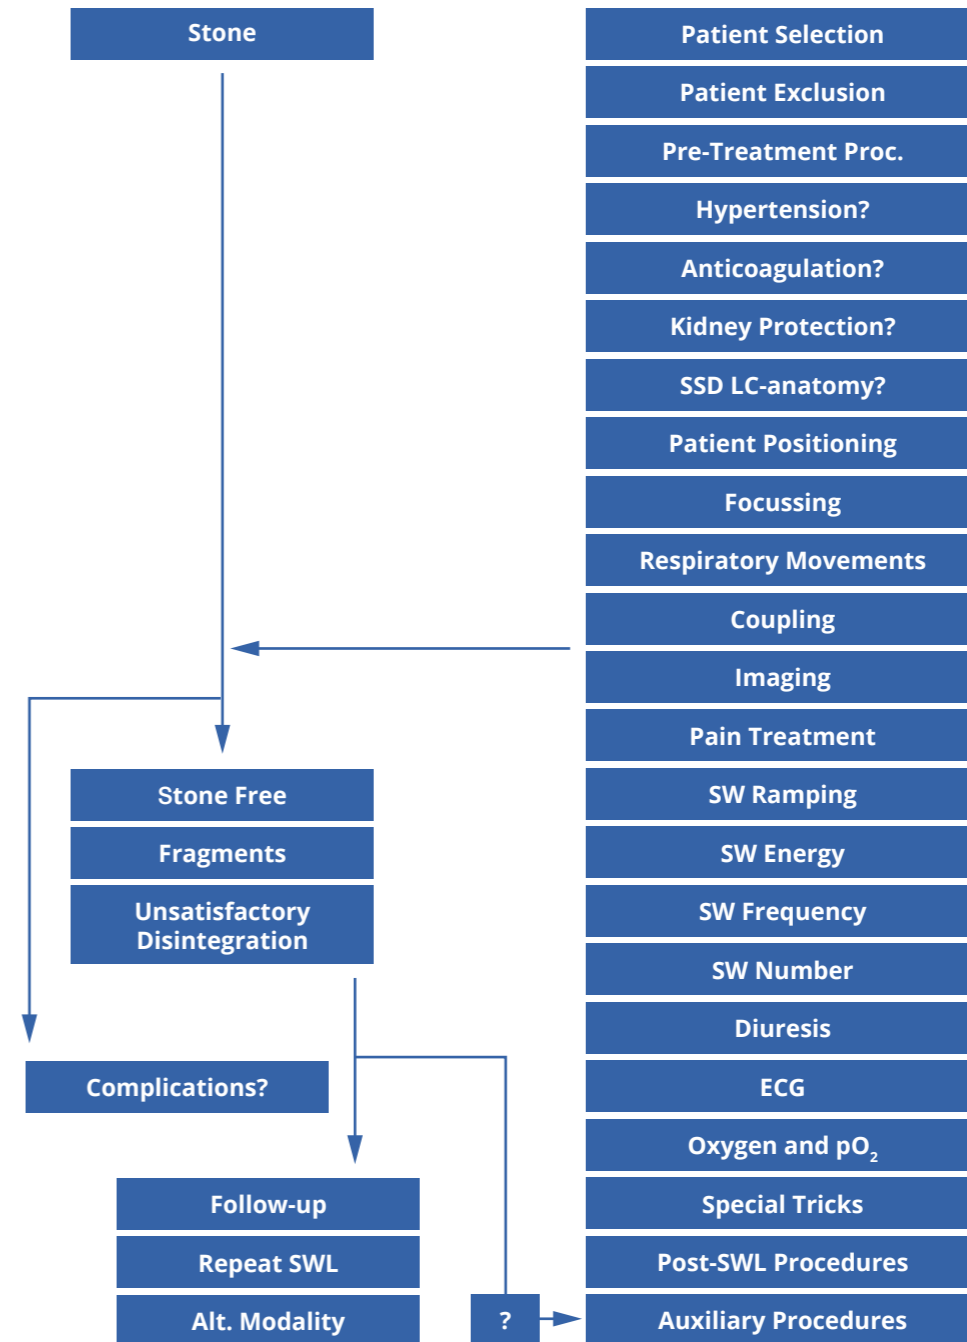 Stone
Stone Free
Fragments
Unsatisfactory
Disintegration
Complications?
Follow-up
Repeat SWL
Alt. Modality
?
Patient Selection
Patient Exclusion
Pre-Treatment Proc.
Hypertension?
Anticoagulation?
Kidney Protection?
SSD LC-anatomy?
Patient Positioning
Focussing
Respiratory Movements
Coupling
Imaging
Pain Treatment
SW Ramping
SW Energy
SW Frequency
SW Number
Diuresis
ECG
Oxygen and pO₂
Special Tricks
Post-SWL Procedures
Auxiliary Procedures